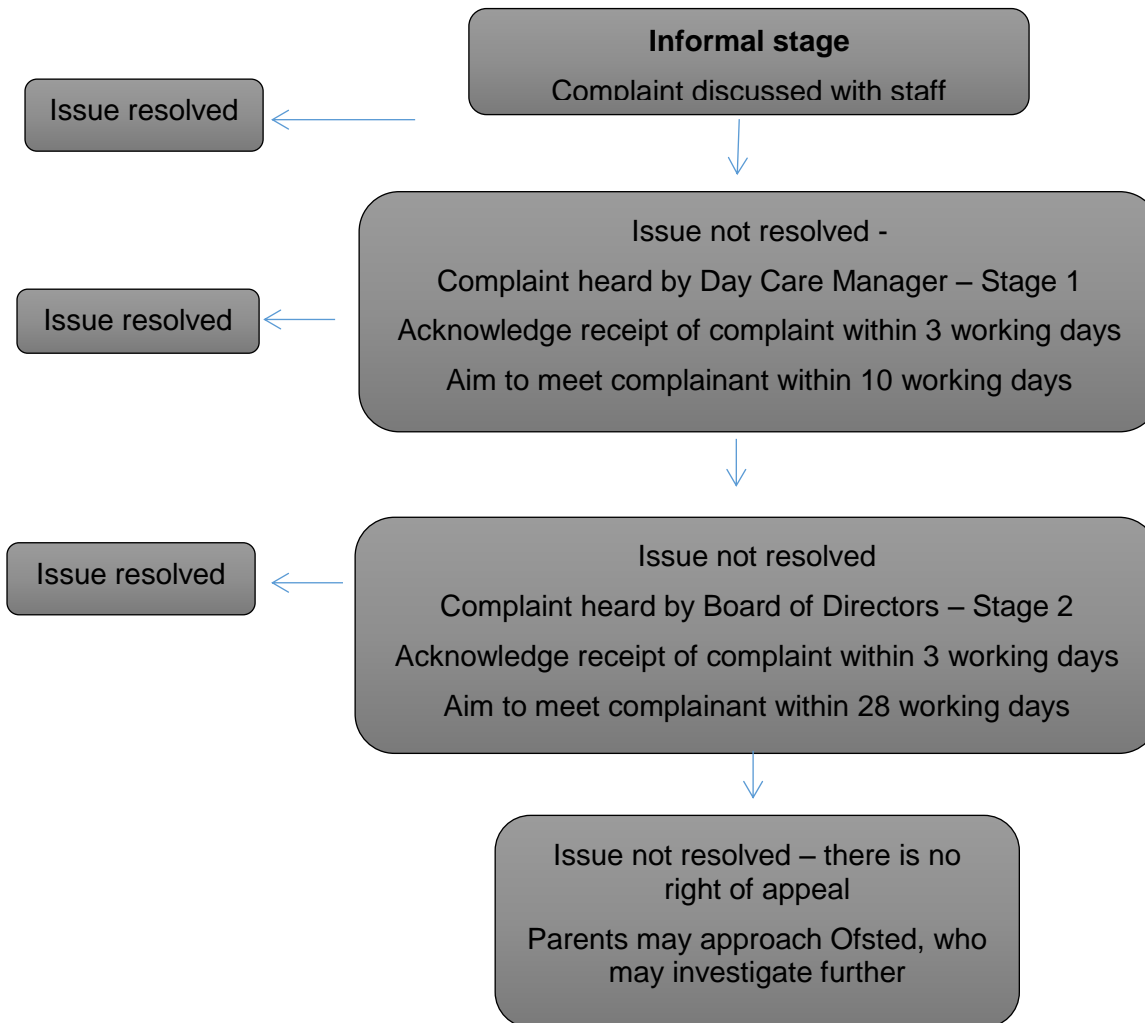 Informal stage
Complaint discussed with staff
Issue resolved
Issue not resolved -
Complaint heard by Day Care Manager – Stage 1
Acknowledge receipt of complaint within 3 working days
Aim to meet complainant within 10 working days
Issue resolved
Issue not resolved
Complaint heard by Board of Directors – Stage 2
Acknowledge receipt of complaint within 3 working days
Aim to meet complainant within 28 working days
Issue resolved
Issue not resolved – there is no
right of appeal
Parents may approach Ofsted, who
may investigate further